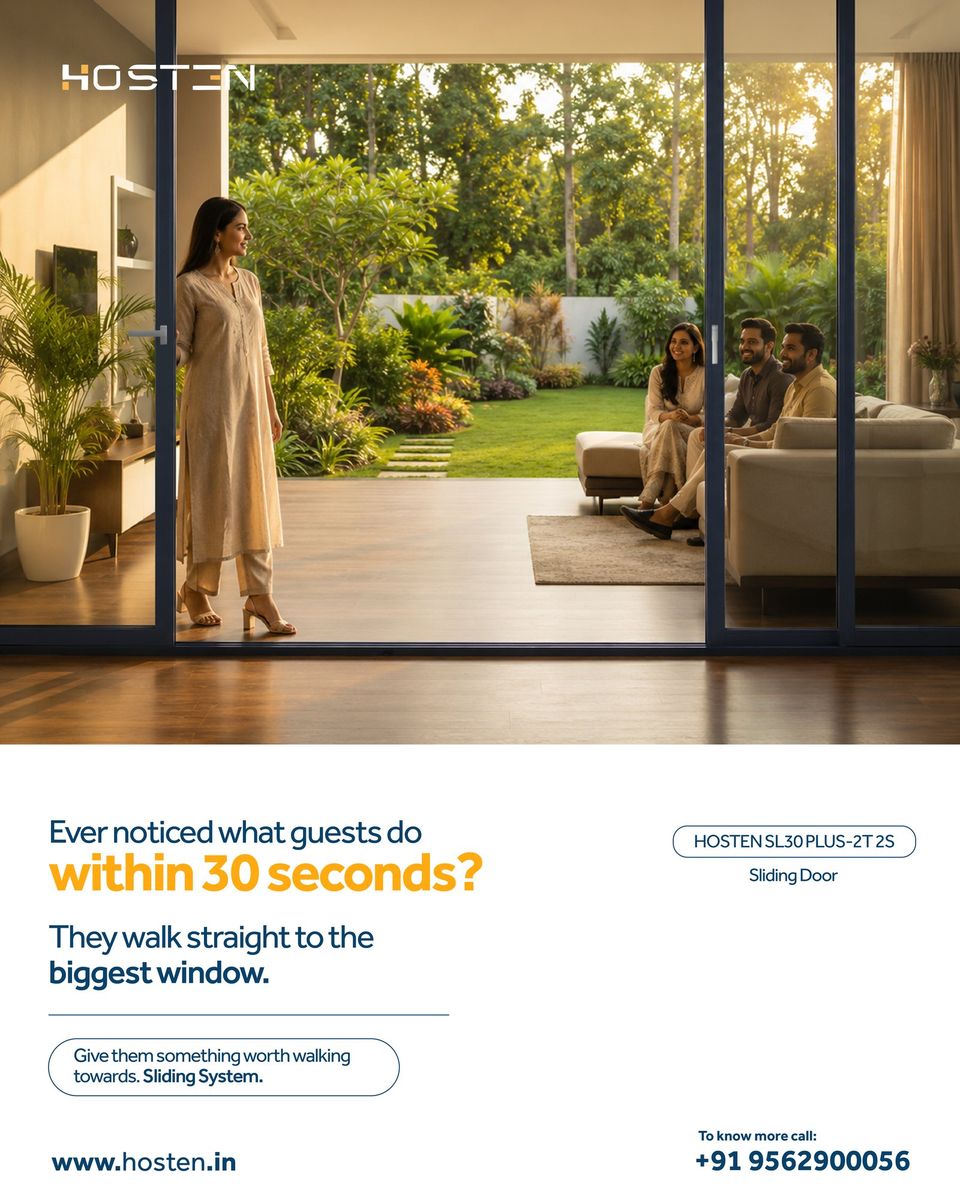 HOSTEN
Ever noticed what guests do
within 30 seconds?
They walk straight to the
biggest window.
Give them something worth walking
towards. Sliding System.
www.hosten.in
HOSTEN SL30 PLUS-2T 2S
Sliding Door
To know more call:
+91 9562900056